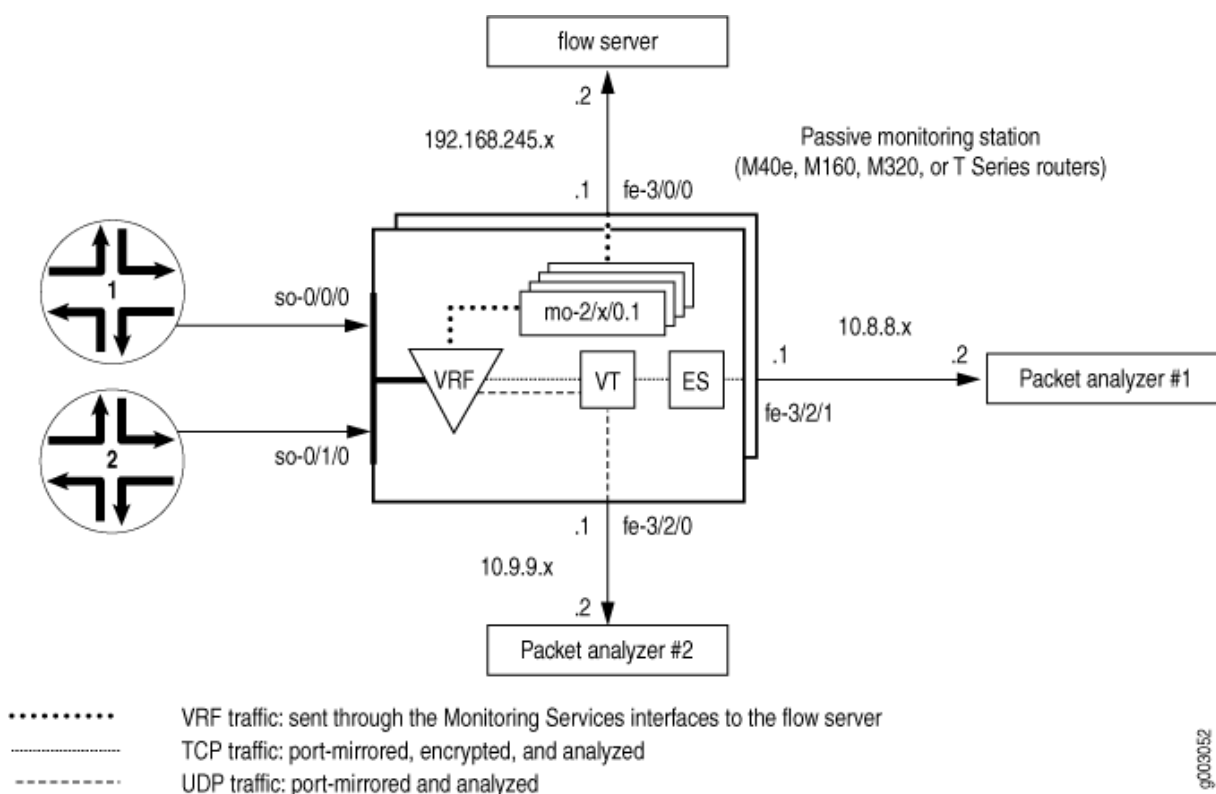 flow server
.2
192.168.245.x
Passive monitoring station
(M40e, M160, M320, or T Series routers)
.1 fe-3/0/0
1
so-0/0/0
mo-2/x/0.1
10.8.8.x
VRF
VT
ES
.1
.2
Packet analyzer #1
fe-3/2/1
2
so-0/1/0
.1 fe-3/2/0
10.9.9.x
.2
Packet analyzer #2
VRF traffic: sent through the Monitoring Services interfaces to the flow server
TCP traffic: port-mirrored, encrypted, and analyzed
UDP traffic: port-mirrored and analyzed
g003052